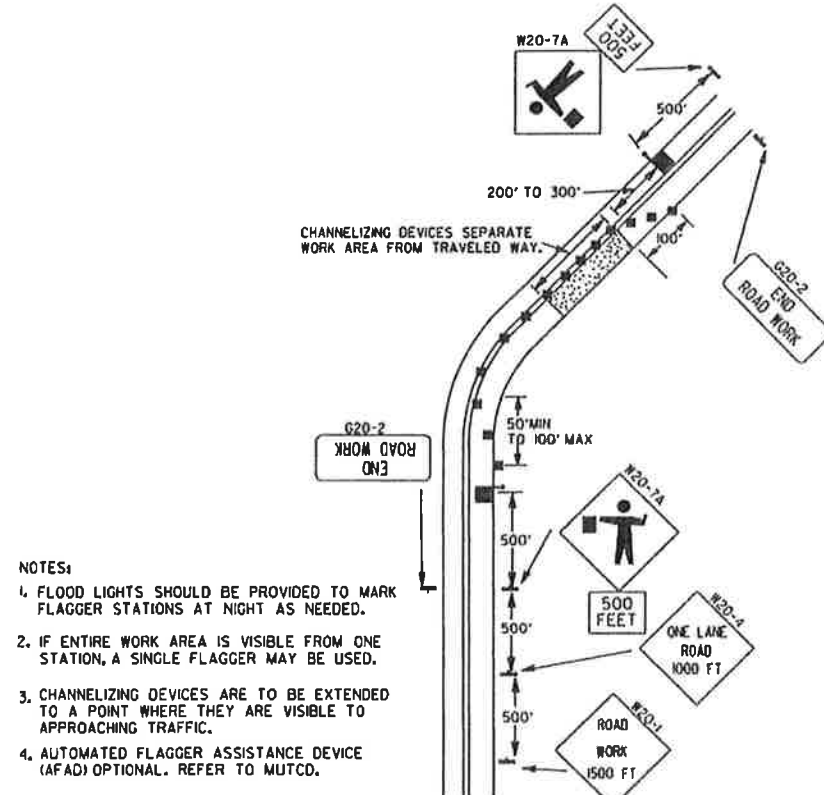 W20-7A
500
FEET
500'
200' TO 300'
CHANNELIZING DEVICES SEPARATE
WORK AREA FROM TRAVELED WAY.
100'
G20-2
END
ROAD WORK
G20-2
END
ROAD WORK
50'MIN
TO 100' MAX
W20-7A
500'
500
FEET
500'
W20-4
ONE LANE
ROAD
1000 FT
500'
W20-1
ROAD
WORK
1500 FT
NOTES:
1. FLOOD LIGHTS SHOULD BE PROVIDED TO MARK
FLAGGER STATIONS AT NIGHT AS NEEDED.
2. IF ENTIRE WORK AREA IS VISIBLE FROM ONE
STATION, A SINGLE FLAGGER MAY BE USED.
3. CHANNELIZING DEVICES ARE TO BE EXTENDED
TO A POINT WHERE THEY ARE VISIBLE TO
APPROACHING TRAFFIC.
4. AUTOMATED FLAGGER ASSISTANCE DEVICE
(AFAD) OPTIONAL. REFER TO MUTCD.